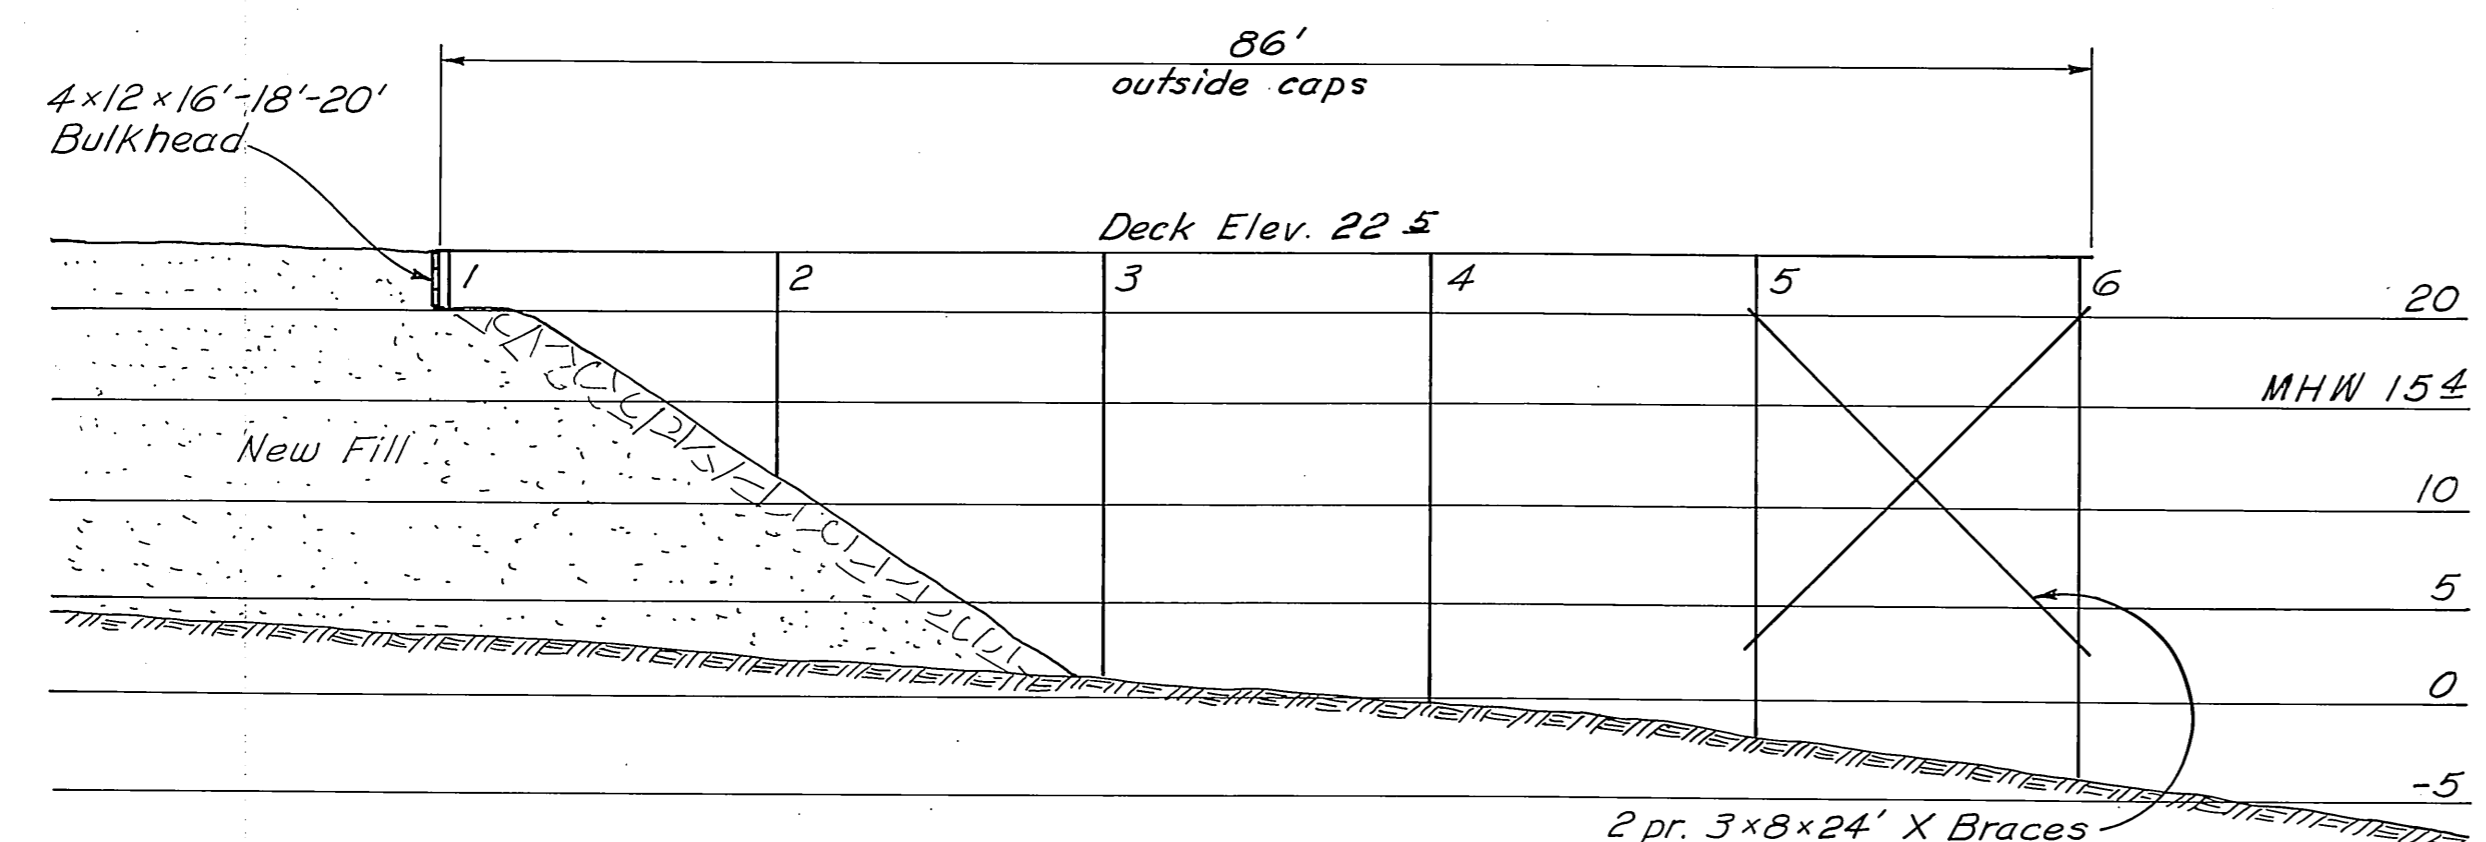 86'
outside caps
4×12×16'-18'-20'
Bulkhead
Deck Elev. 22 5
1
2
3
4
5
6
20
MHW 15 4
New Fill
10
5
0
-5
2 pr. 3×8×24' X Braces